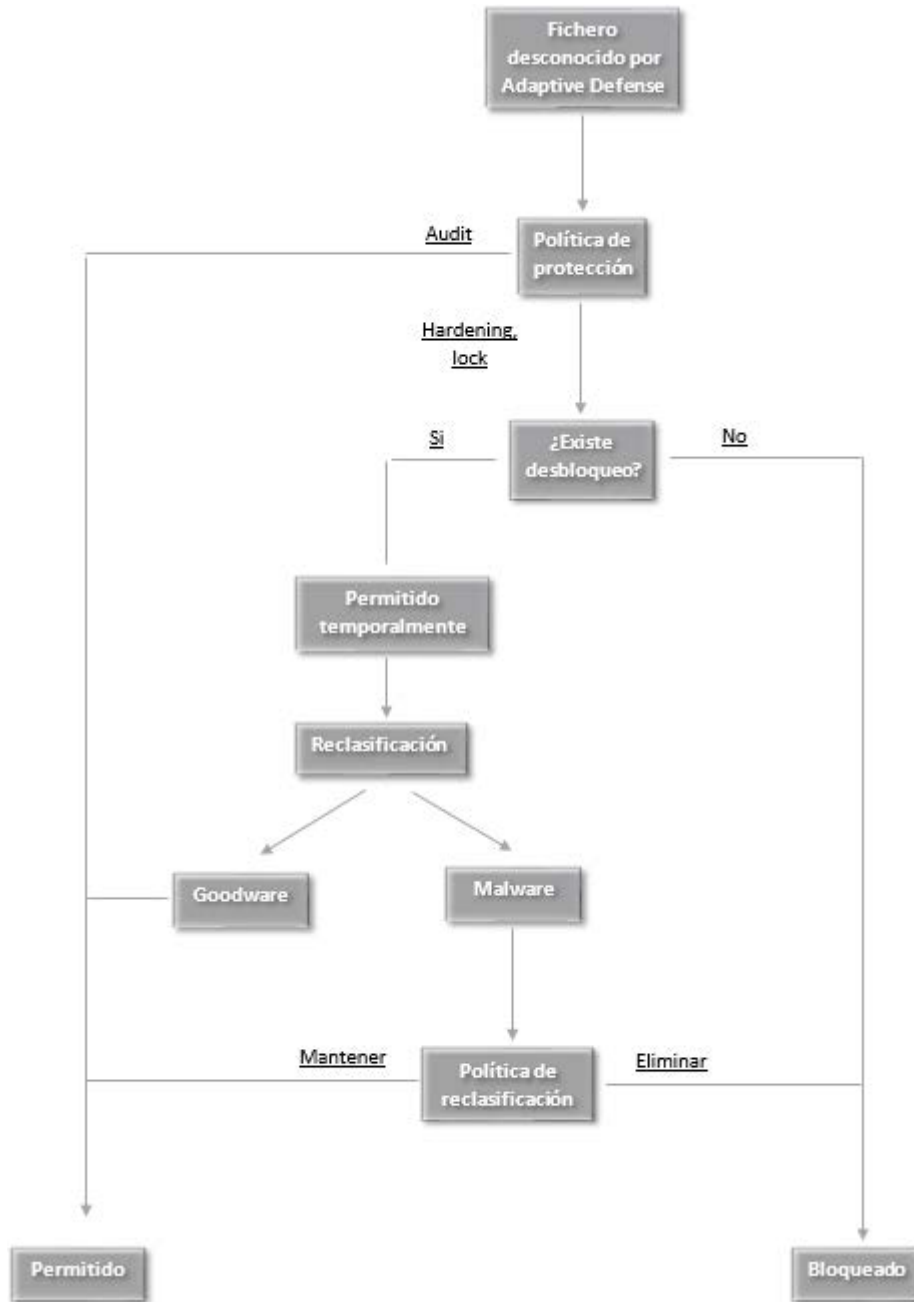 Fichero
desconocido por
Adaptive Defense
Audit
Política de
protección
Hardening,
lock
Si
¿Existe
desbloqueo?
No
Permitido
temporalmente
Reclasificación
Goodware
Malware
Mantener
Política de
reclasificación
Eliminar
Permitido
Bloqueado